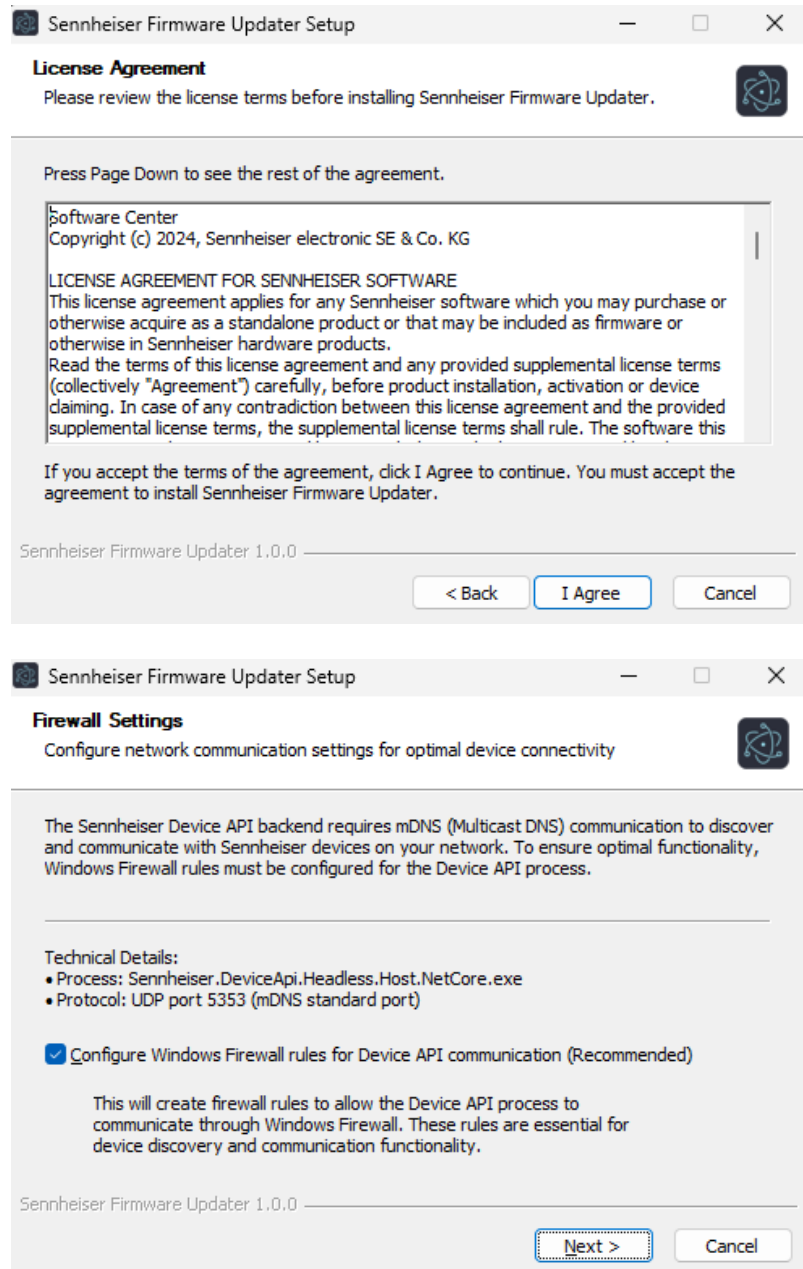 Sennheiser Firmware Updater Setup
License Agreement
Please review the license terms before installing Sennheiser Firmware Updater.
Press Page Down to see the rest of the agreement.
Software Center
Copyright (c) 2024, Sennheiser electronic SE & Co. KG
LICENSE AGREEMENT FOR SENNHEISER SOFTWARE
This license agreement applies for any Sennheiser software which you may purchase or
otherwise acquire as a standalone product or that may be included as firmware or
otherwise in Sennheiser hardware products.
Read the terms of this license agreement and any provided supplemental license terms
(collectively "Agreement") carefully, before product installation, activation or device
claiming. In case of any contradiction between this license agreement and the provided
supplemental license terms, the supplemental license terms shall rule. The software this
If you accept the terms of the agreement, click I Agree to continue. You must accept the
agreement to install Sennheiser Firmware Updater.
Sennheiser Firmware Updater 1.0.0
< Back I Agree Cancel
Sennheiser Firmware Updater Setup
Firewall Settings
Configure network communication settings for optimal device connectivity
The Sennheiser Device API backend requires mDNS (Multicast DNS) communication to discover
and communicate with Sennheiser devices on your network. To ensure optimal functionality,
Windows Firewall rules must be configured for the Device API process.
Technical Details:
• Process: Sennheiser.DeviceApi.Headless.Host.NetCore.exe
• Protocol: UDP port 5353 (mDNS standard port)
Configure Windows Firewall rules for Device API communication (Recommended)
This will create firewall rules to allow the Device API process to
communicate through Windows Firewall. These rules are essential for
device discovery and communication functionality.
Sennheiser Firmware Updater 1.0.0
Next > Cancel